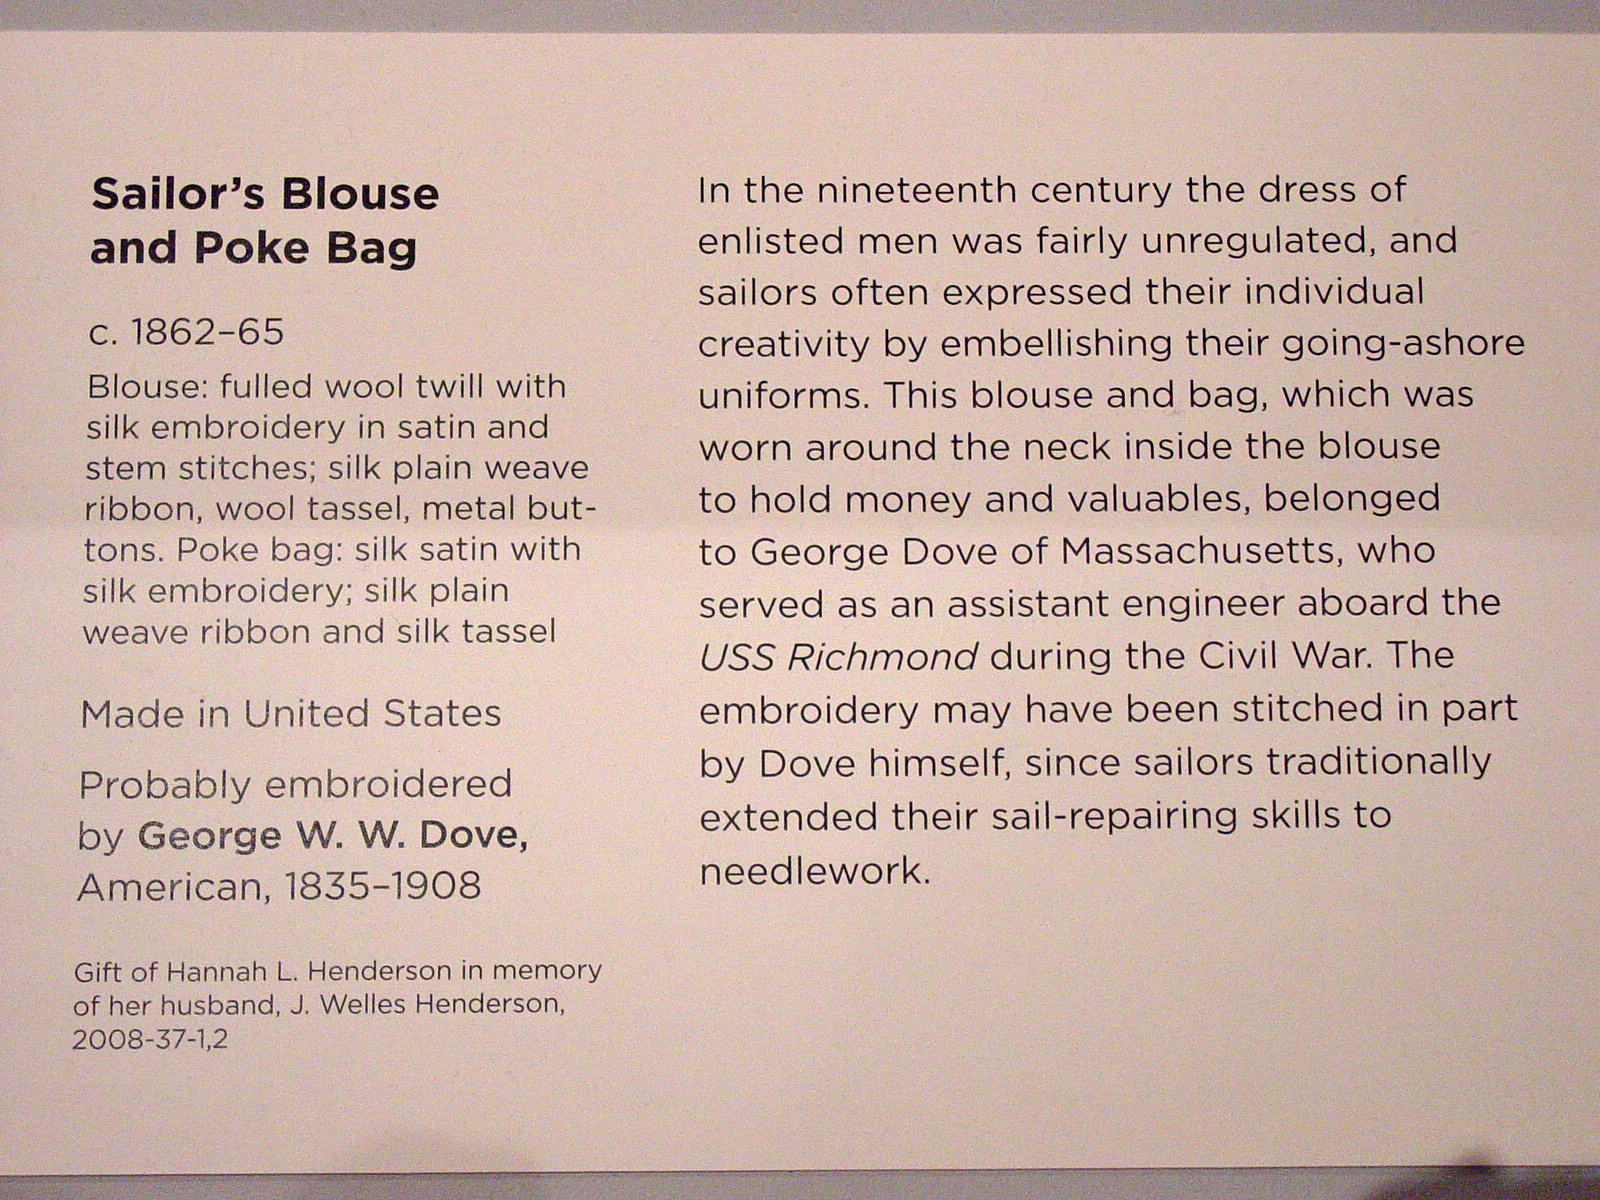 Sailor's Blouse
and Poke Bag
c. 1862–65
Blouse: fulled wool twill with
silk embroidery in satin and
stem stitches; silk plain weave
ribbon, wool tassel, metal but-
tons. Poke bag: silk satin with
silk embroidery; silk plain
weave ribbon and silk tassel
Made in United States
Probably embroidered
by George W. W. Dove,
American, 1835–1908
Gift of Hannah L. Henderson in memory
of her husband, J. Welles Henderson,
2008-37-1,2
In the nineteenth century the dress of
enlisted men was fairly unregulated, and
sailors often expressed their individual
creativity by embellishing their going-ashore
uniforms. This blouse and bag, which was
worn around the neck inside the blouse
to hold money and valuables, belonged
to George Dove of Massachusetts, who
served as an assistant engineer aboard the
USS Richmond during the Civil War. The
embroidery may have been stitched in part
by Dove himself, since sailors traditionally
extended their sail-repairing skills to
needlework.